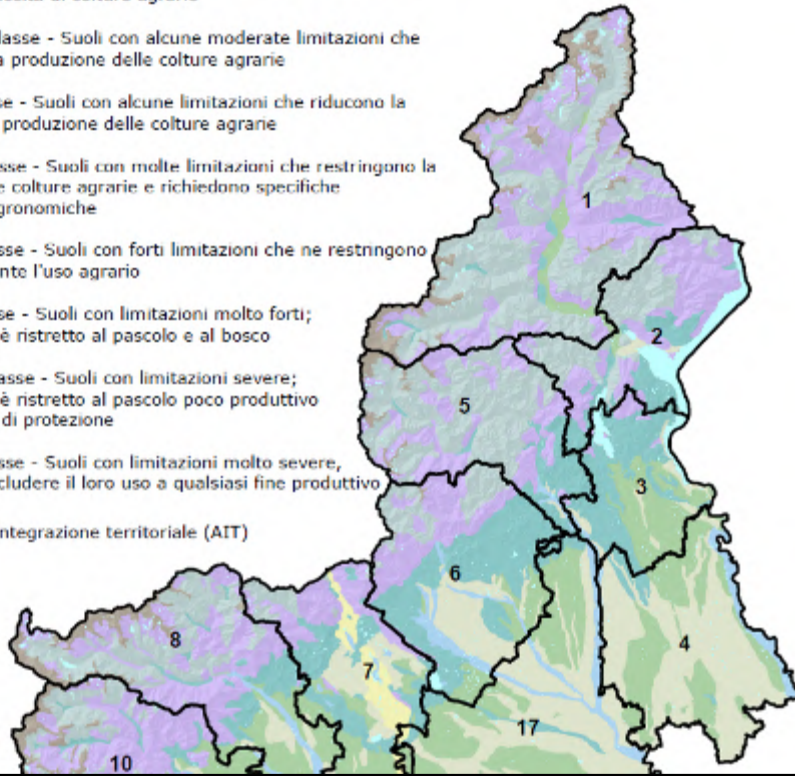 lasse - Suoli con alcune moderate limitazioni che
a produzione delle colture agrarie
se - Suoli con alcune limitazioni che riducono la
produzione delle colture agrarie
sse - Suoli con molte limitazioni che restringono la
e colture agrarie e richiedono specifiche
gronomiche
sse - Suoli con forti limitazioni che ne restringono
nte l'uso agrario
se - Suoli con limitazioni molto forti;
è ristretto al pascolo e al bosco
asse - Suoli con limitazioni severe;
è ristretto al pascolo poco produttivo
di protezione
sse - Suoli con limitazioni molto severe,
cludere il loro uso a qualsiasi fine produttivo
ntegrazione territoriale (AIT)
1
2
5
3
6
8
7
4
17
10